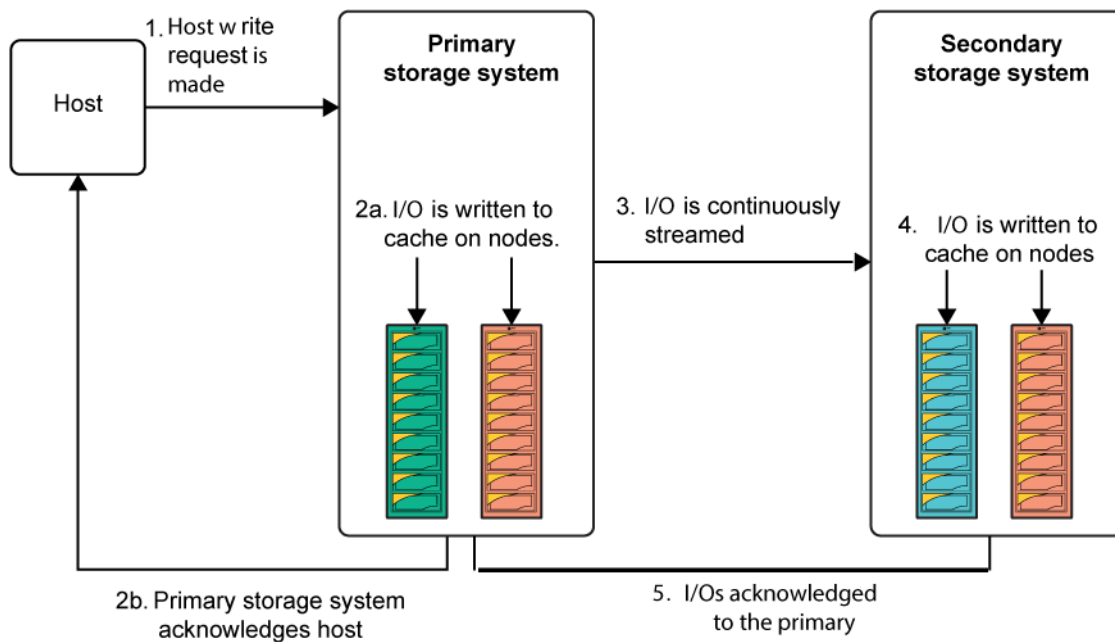 1. Host w rite
request is
made
Host
Primary
storage system
Secondary
storage system
2a. I/O is written to
cache on nodes.
3. I/O is continuously
streamed
4. I/O is written to
cache on nodes
2b. Primary storage system
acknowledges host
5. I/Os acknowledged
to the primary